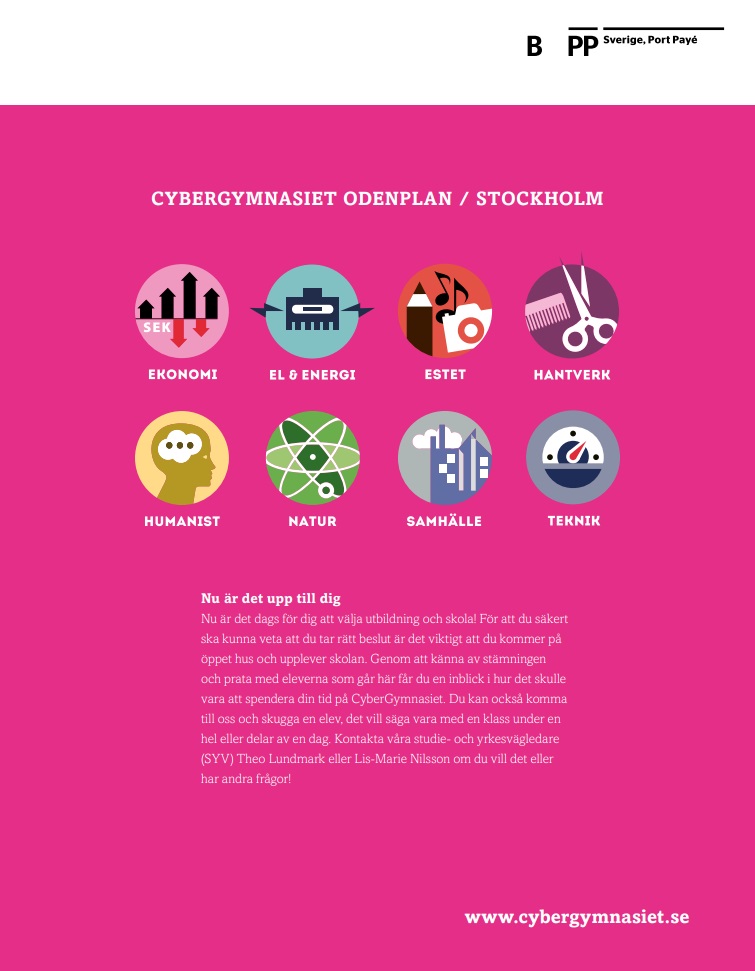 B PP Sverige, Port Payé
CYBERGYMNASIET ODENPLAN / STOCKHOLM
SEK
EKONOMI
EL & ENERGI
ESTET
HANTVERK
HUMANIST
NATUR
SAMHÄLLE
TEKNIK
Nu är det upp till dig
Nu är det dags för dig att välja utbildning och skola! För att du säkert
ska kunna veta att du tar rätt beslut är det viktigt att du kommer på
öppet hus och upplever skolan. Genom att känna av stämningen
och prata med eleverna som går här får du en inblick i hur det skulle
vara att spendera din tid på CyberGymnasiet. Du kan också komma
till oss och skugga en elev, det vill säga vara med en klass under en
hel eller delar av en dag. Kontakta våra studie- och yrkesvägledare
(SYV) Theo Lundmark eller Lis-Marie Nilsson om du vill det eller
har andra frågor!
www.cybergymnasiet.se